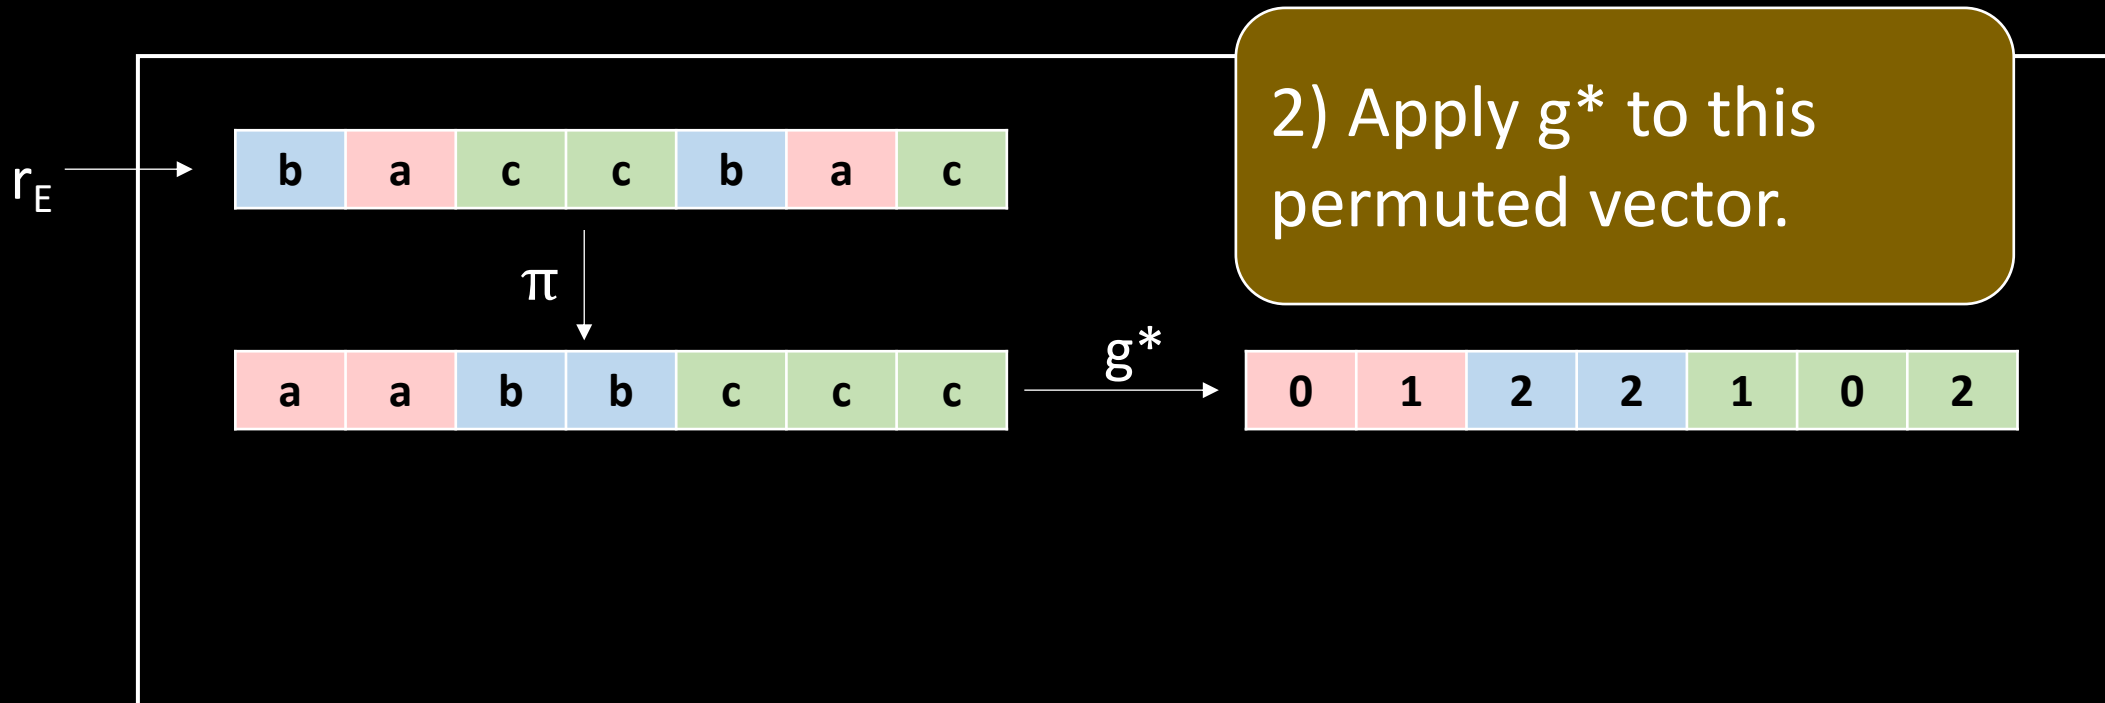 2) Apply g* to this
permuted vector.
r_E
b a c c b a c
π
g*
a a b b c c c
0 1 2 2 1 0 2